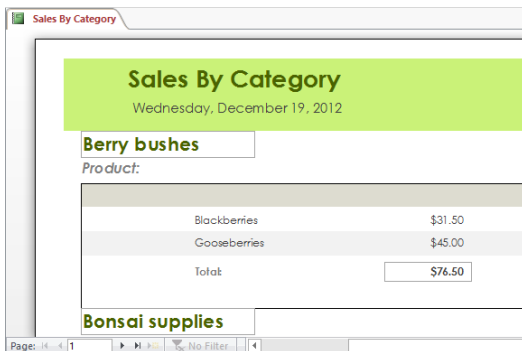 Sales By Category
Sales By Category
Wednesday, December 19, 2012
Berry bushes
Product:
Blackberries $31.50
Gooseberries $45.00
Total: $76.50
Bonsai supplies
Page: 1 No Filter